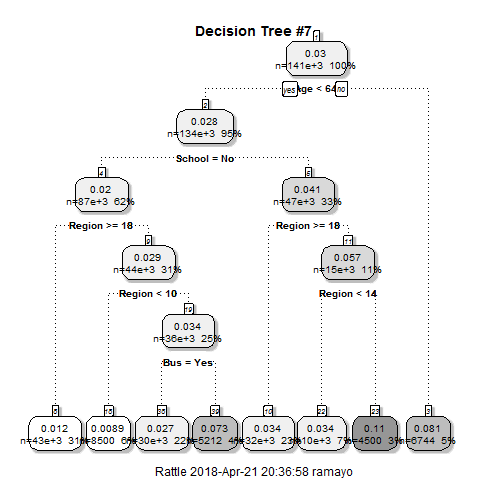 Decision Tree #7
1
0.03
n=141e+3 100%
yes Age < 64 no
2
0.028
n=134e+3 95%
School = No
4
0.02
n=87e+3 62%
5
0.041
n=47e+3 33%
Region >= 18
Region >= 18
9
0.029
n=44e+3 31%
11
0.057
n=15e+3 11%
Region < 10
Region < 14
19
0.034
n=36e+3 25%
Bus = Yes
8
0.012
n=43e+3 31%
18
0.0089
n=8500 6%
38
0.027
n=30e+3 22%
39
0.073
n=5212 4%
10
0.034
n=32e+3 23%
22
0.034
n=10e+3 7%
23
0.11
n=4500 3%
3
0.081
n=6744 5%
Rattle 2018-Apr-21 20:36:58 ramayo